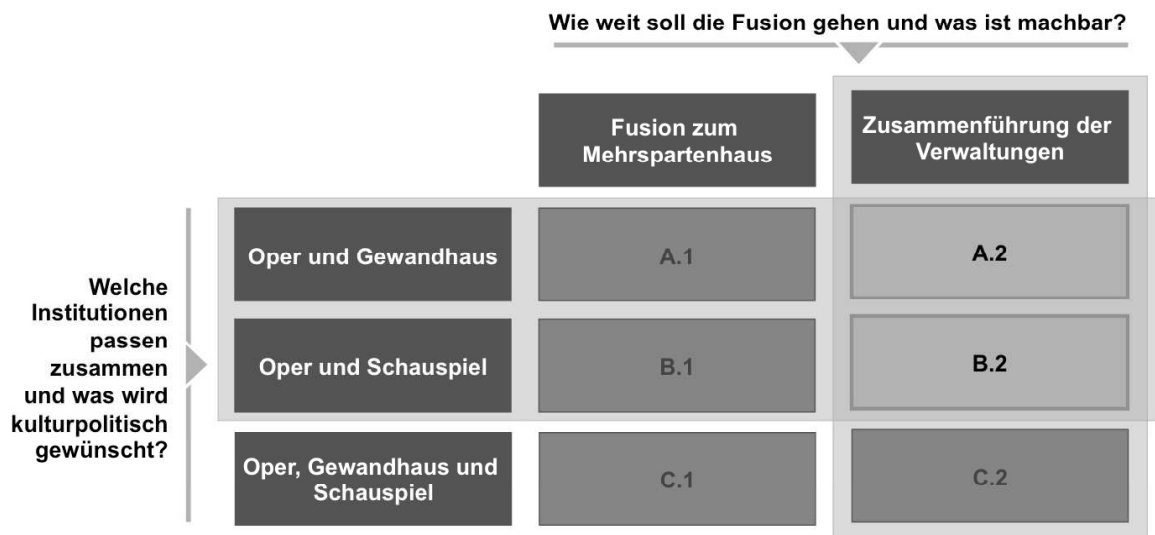 Wie weit soll die Fusion gehen und was ist machbar?
Fusion zum
Mehrspartenhaus
Zusammenführung der
Verwaltungen
Welche
Institutionen
passen
zusammen
und was wird
kulturpolitisch
gewünscht?
Oper und Gewandhaus
A.1
A.2
Oper und Schauspiel
B.1
B.2
Oper, Gewandhaus und
Schauspiel
C.1
C.2